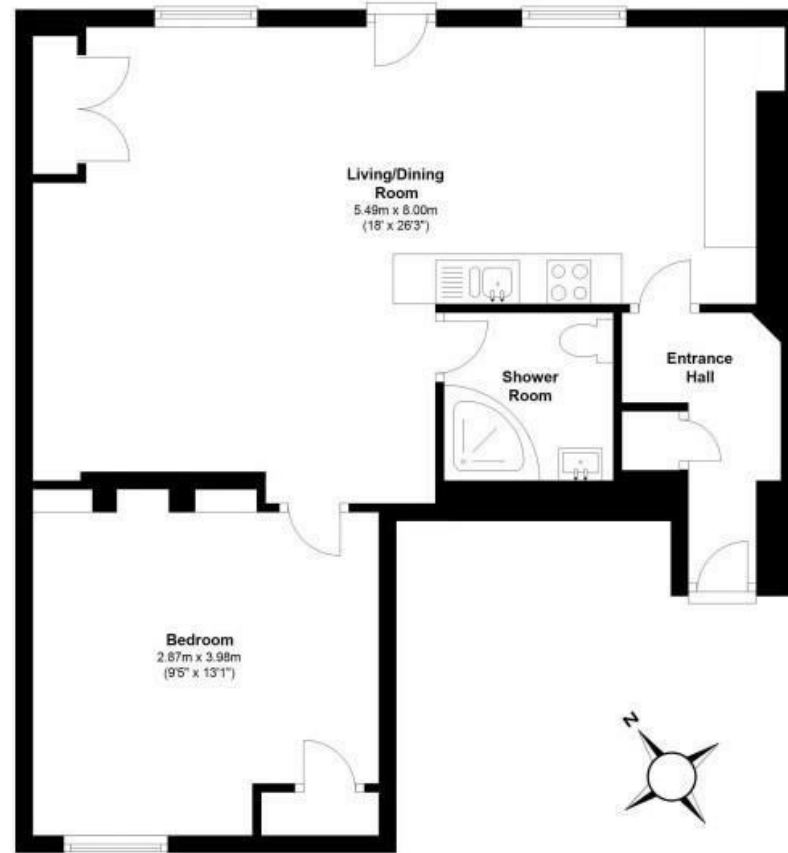 Living/Dining
Room
5.49m x 8.00m
(18' x 26'3")
Shower
Room
Entrance
Hall
Bedroom
2.87m x 3.98m
(9'5" x 13'1")
N